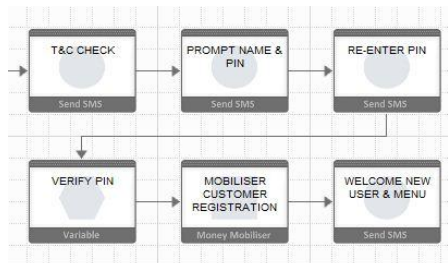 T&C CHECK
Send SMS
PROMPT NAME &
PIN
Send SMS
RE-ENTER PIN
Send SMS
VERIFY PIN
Variable
MOBILISER
CUSTOMER
REGISTRATION
Money Mobiliser
WELCOME NEW
USER & MENU
Send SMS